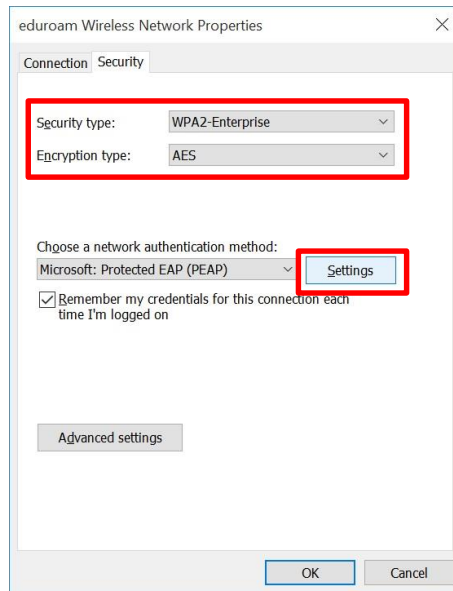 eduroam Wireless Network Properties
Connection Security
Security type: WPA2-Enterprise
Encryption type: AES
Choose a network authentication method:
Microsoft: Protected EAP (PEAP) Settings
Remember my credentials for this connection each
time I'm logged on
Advanced settings
OK Cancel